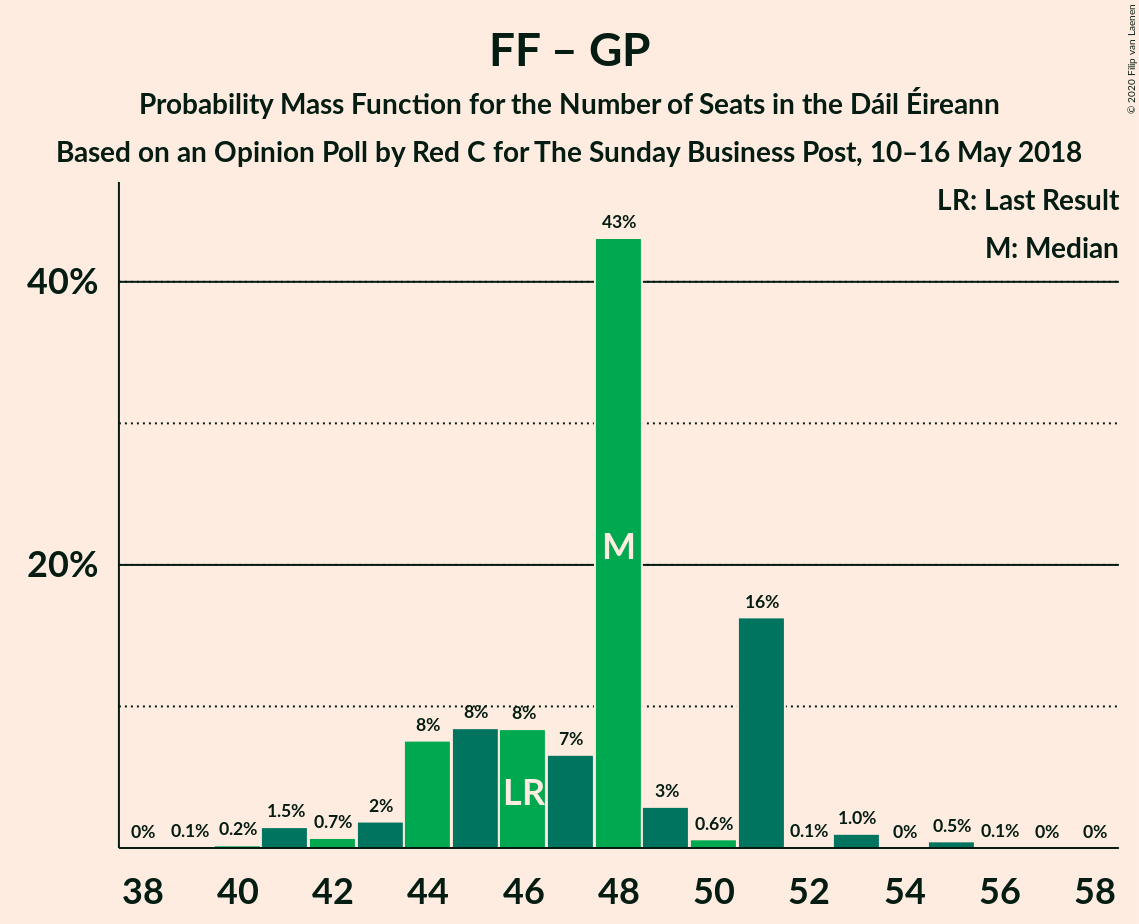 FF – GP
Probability Mass Function for the Number of Seats in the Dáil Éireann
Based on an Opinion Poll by Red C for The Sunday Business Post, 10–16 May 2018
© 2020 Filip van Laenen
LR: Last Result
M: Median
43%
40%
M
20%
16%
8% 8% 8% 7%
LR
0% 0.1% 0.2% 1.5% 0.7% 2% 3% 0.6% 0.1% 1.0% 0% 0.5% 0.1% 0% 0%
38 40 42 44 46 48 50 52 54 56 58